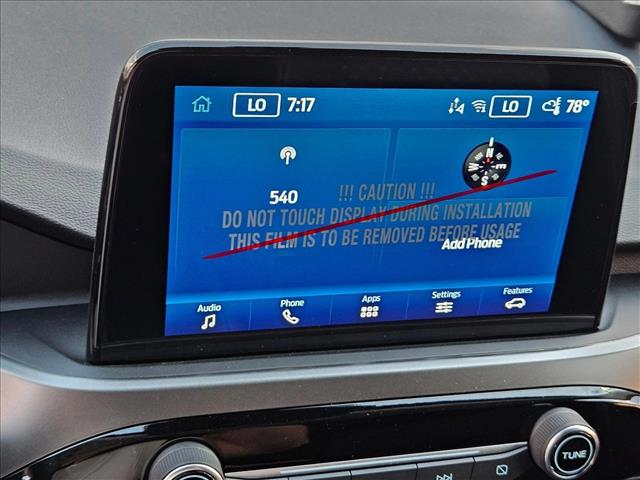 LO 7:17 LO 78°
N
W E
S
540
!!! CAUTION !!!
DO NOT TOUCH DISPLAY DURING INSTALLATION
THIS FILM IS TO BE REMOVED BEFORE USAGE
Add Phone
Audio Phone Apps Settings Features
TUNE